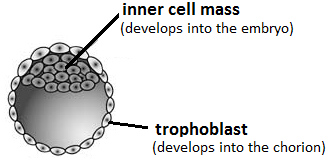 inner cell mass
(develops into the embryo)
trophoblast
(develops into the chorion)